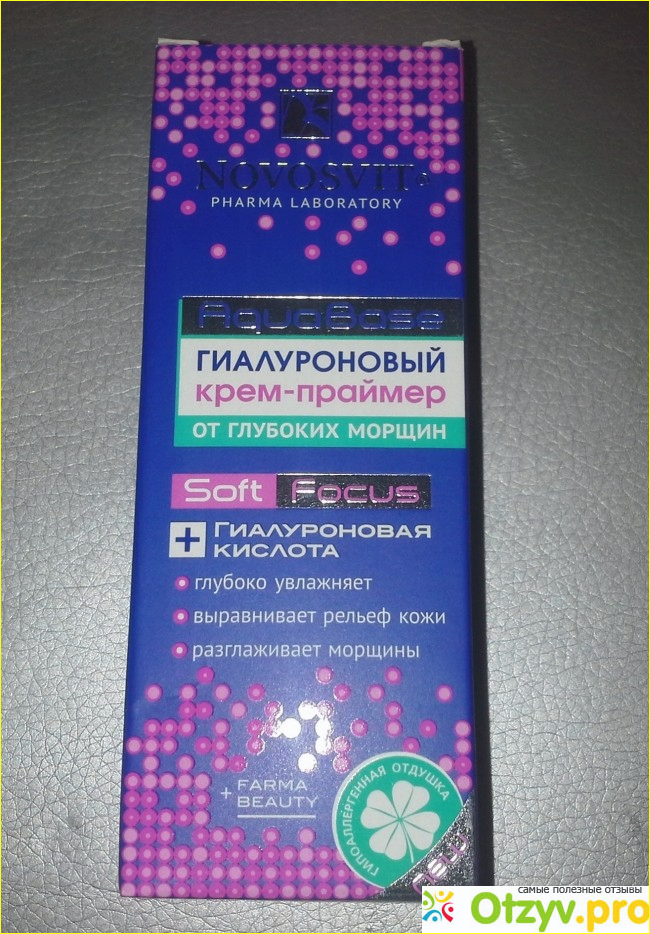 NOVOSVIT
PHARMA LABORATORY
AquaBase
ГИАЛУРОНОВЫЙ
крем-праймер
ОТ ГЛУБОКИХ МОРЩИН
Soft Focus
+ ГИАЛУРОНОВАЯ
КИСЛОТА
глубоко увлажняет
выравнивает рельеф кожи
разглаживает морщины
+ FARMA
BEAUTY
ГИПОАЛЛЕРГЕННАЯ ОТДУШКА
new
самые полезные отзывы
Otzyv.pro